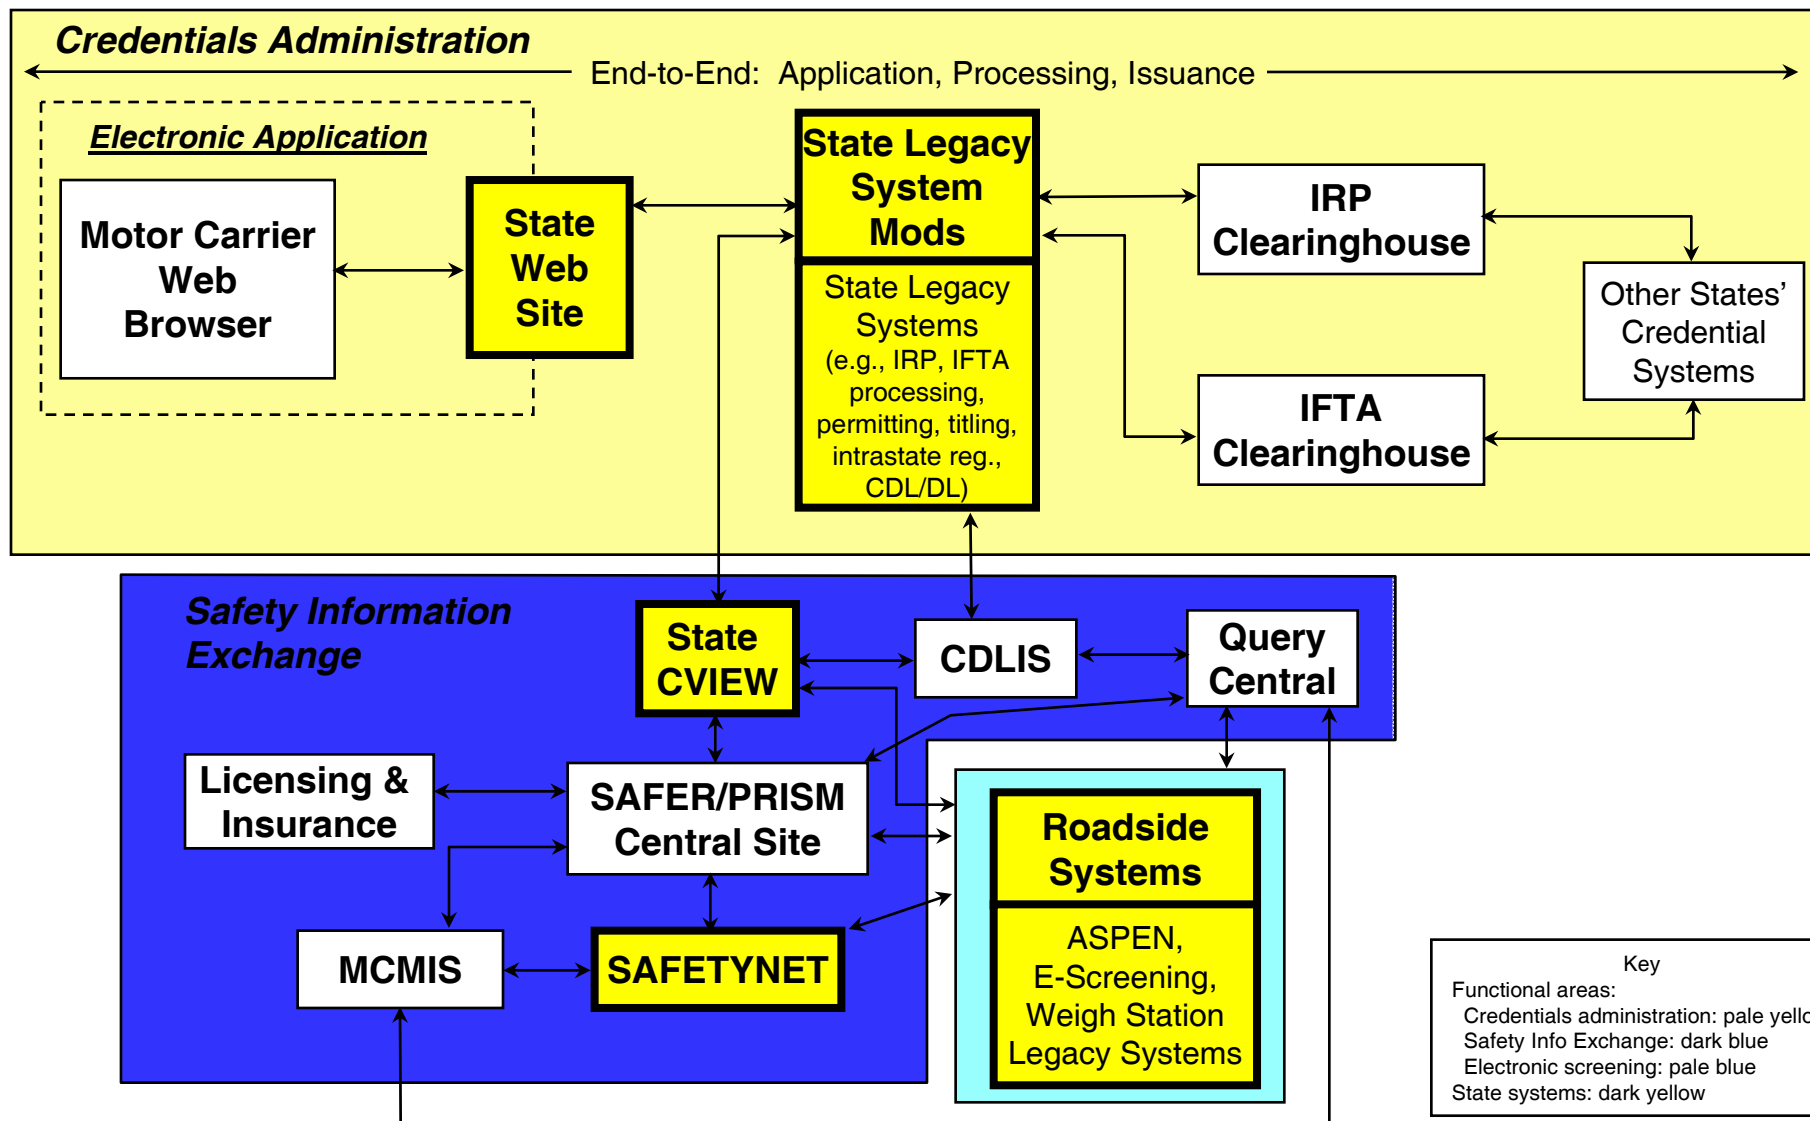 Credentials Administration
End-to-End: Application, Processing, Issuance
Electronic Application
Motor Carrier
Web
Browser
State
Web
Site
State Legacy
System
Mods
State Legacy
Systems
(e.g., IRP, IFTA
processing,
permitting, titling,
intrastate reg.,
CDL/DL)
IRP
Clearinghouse
IFTA
Clearinghouse
Other States’
Credential
Systems
Safety Information
Exchange
State
CVIEW
CDLIS
Query
Central
Licensing &
Insurance
SAFER/PRISM
Central Site
MCMIS
SAFETYNET
Roadside
Systems
ASPEN,
E-Screening,
Weigh Station
Legacy Systems
Key
Functional areas:
Credentials administration: pale yello
Safety Info Exchange: dark blue
Electronic screening: pale blue
State systems: dark yellow